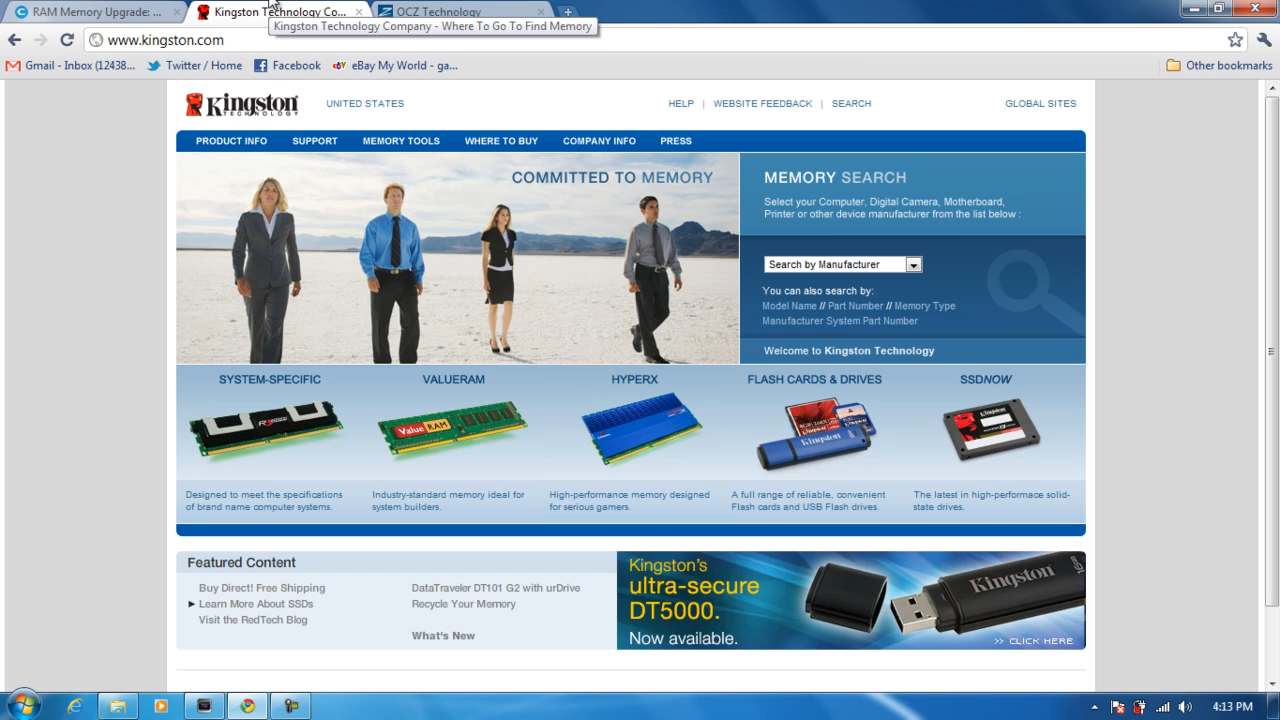 RAM Memory Upgrade: ...
Kingston Technology Co...
OCZ Technology
Kingston Technology Company - Where To Go To Find Memory
www.kingston.com
Gmail - Inbox (12438...
Twitter / Home
Facebook
eBay My World - ga...
Other bookmarks
Kingston
TECHNOLOGY
UNITED STATES
HELP | WEBSITE FEEDBACK | SEARCH
GLOBAL SITES
PRODUCT INFO SUPPORT MEMORY TOOLS WHERE TO BUY COMPANY INFO PRESS
COMMITTED TO MEMORY
MEMORY SEARCH
Select your Computer, Digital Camera, Motherboard,
Printer or other device manufacturer from the list below :
Search by Manufacturer
You can also search by:
Model Name // Part Number // Memory Type
Manufacturer System Part Number
Welcome to Kingston Technology
SYSTEM-SPECIFIC
VALUERAM
HYPERX
FLASH CARDS & DRIVES
SSDNOW
Value RAM
Kingston
Kingston
Designed to meet the specifications
of brand name computer systems.
Industry-standard memory ideal for
system builders.
High-performance memory designed
for serious gamers.
A full range of reliable, convenient
Flash cards and USB Flash drives.
The latest in high-performace solid-
state drives.
Featured Content
Buy Direct! Free Shipping
Learn More About SSDs
Visit the RedTech Blog
DataTraveler DT101 G2 with urDrive
Recycle Your Memory
What's New
Kingston's
ultra-secure
DT5000.
Now available.
Kingston
>> CLICK HERE
4:13 PM